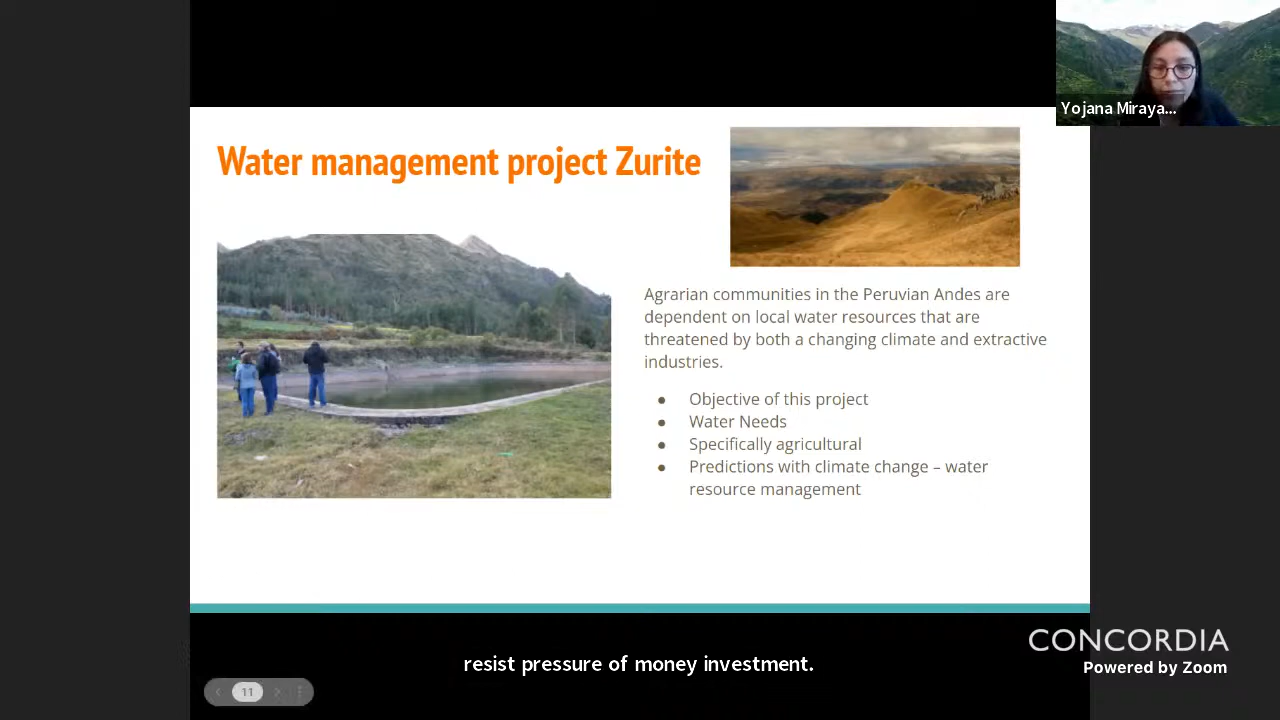 Yojana Miraya...
Water management project Zurite
Agrarian communities in the Peruvian Andes are
dependent on local water resources that are
threatened by both a changing climate and extractive
industries.
● Objective of this project
● Water Needs
● Specifically agricultural
● Predictions with climate change – water
resource management
CONCORDIA
Powered by Zoom
resist pressure of money investment.
11